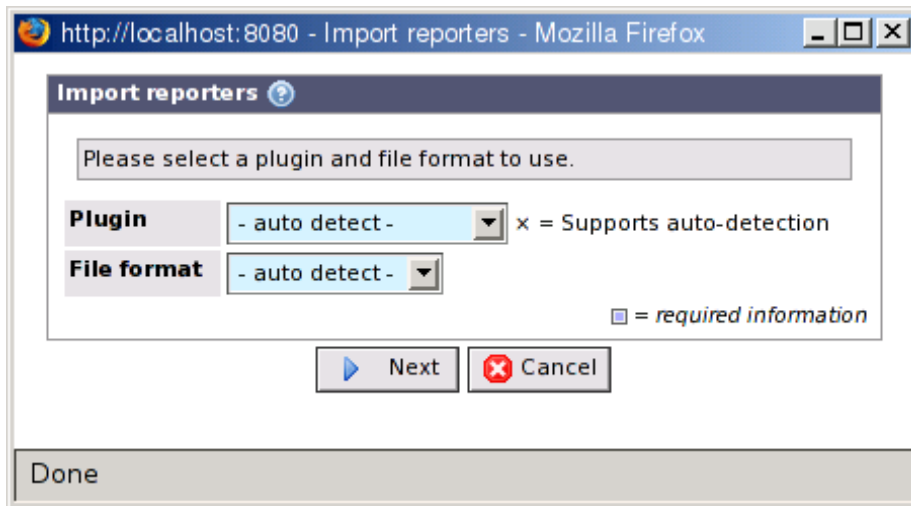 http://localhost:8080 - Import reporters - Mozilla Firefox
Import reporters ?
Please select a plugin and file format to use.
Plugin - auto detect - × = Supports auto-detection
File format - auto detect -
= required information
Next Cancel
Done